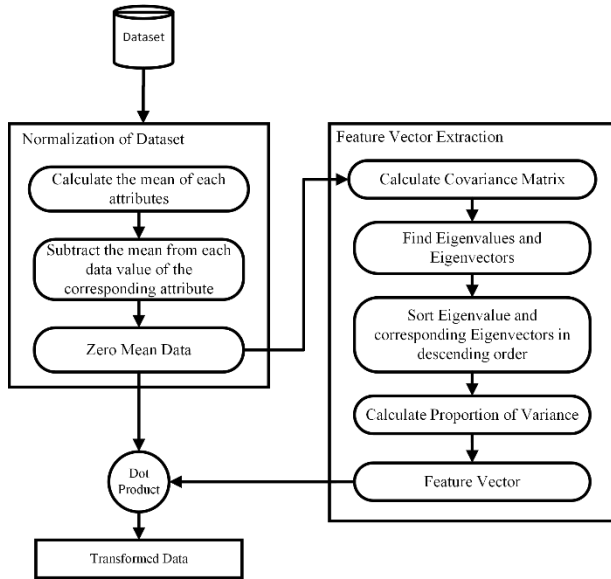 Dataset
Normalization of Dataset
Calculate the mean of each
attributes
Subtract the mean from each
data value of the
corresponding attribute
Zero Mean Data
Feature Vector Extraction
Calculate Covariance Matrix
Find Eigenvalues and
Eigenvectors
Sort Eigenvalue and
corresponding Eigenvectors in
descending order
Calculate Proportion of Variance
Feature Vector
Dot
Product
Transformed Data